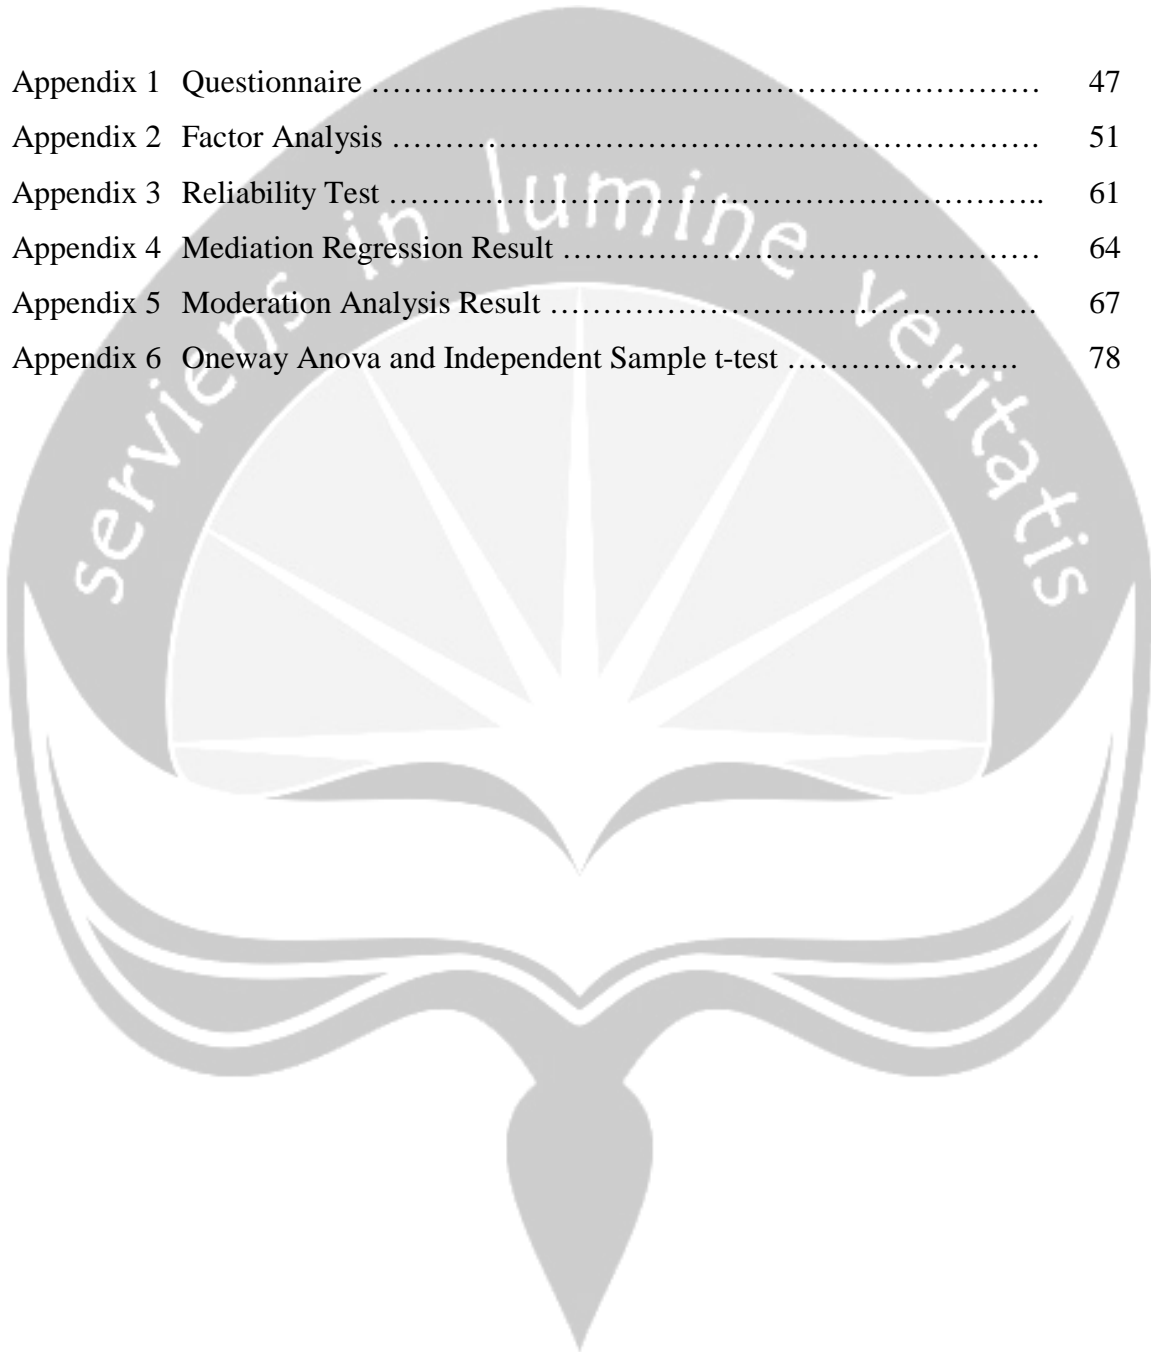 Appendix 1 Questionnaire …………………………………………………………………. 47
Appendix 2 Factor Analysis ………………………………………………………………. 51
Appendix 3 Reliability Test ……………………………………………………………….. 61
Appendix 4 Mediation Regression Result ……………………………………………… 64
Appendix 5 Moderation Analysis Result ………………………………………………. 67
Appendix 6 Oneway Anova and Independent Sample t-test …………………. 78
serviens in lumine veritatis